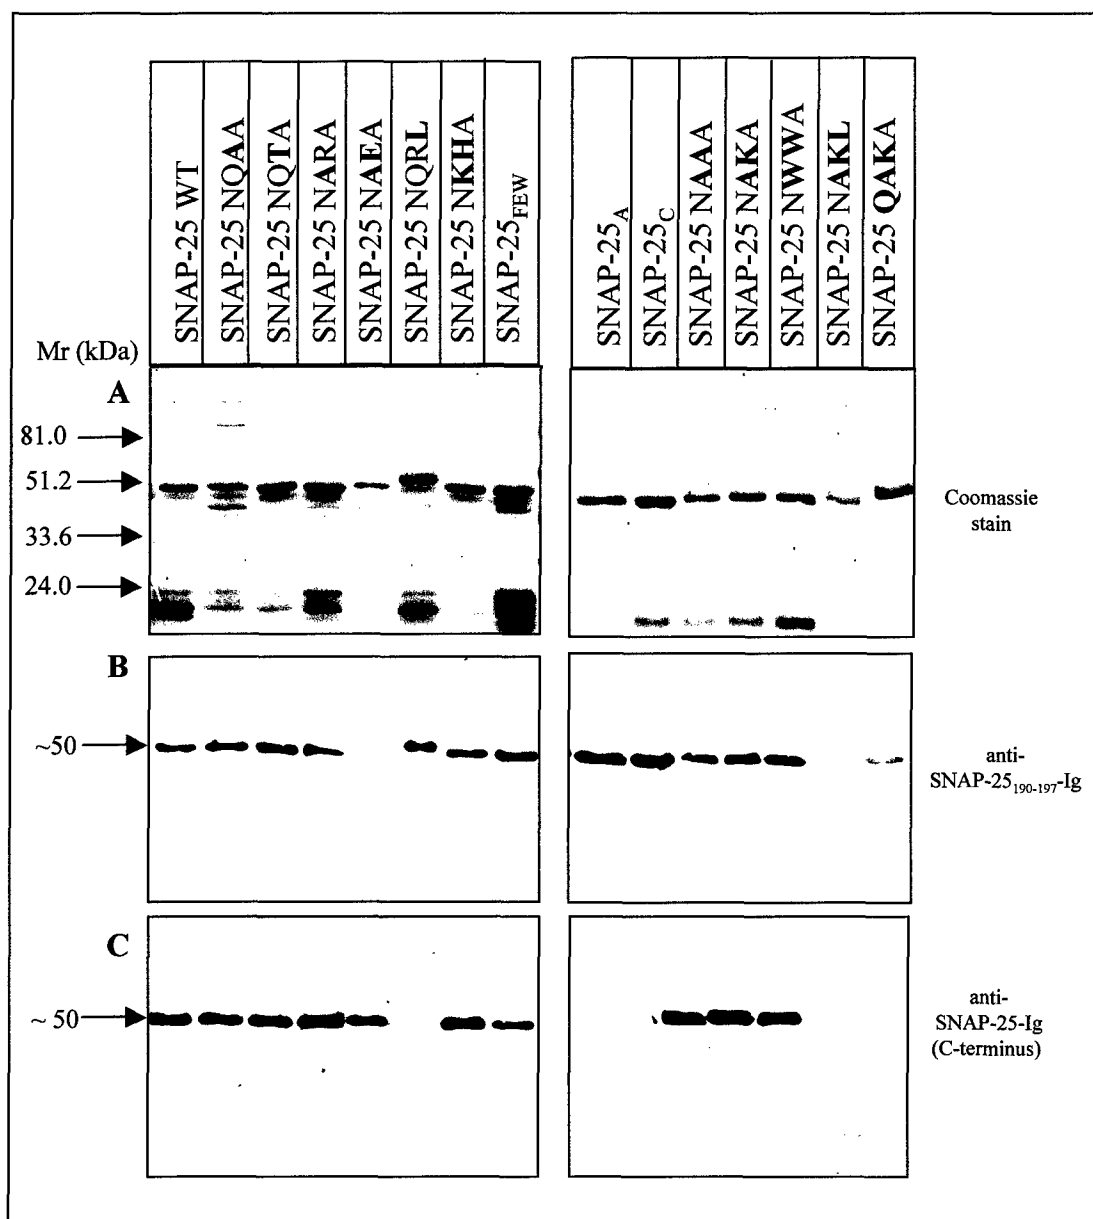 SNAP-25 WT
SNAP-25 NQAA
SNAP-25 NQTA
SNAP-25 NARA
SNAP-25 NAEA
SNAP-25 NQRL
SNAP-25 NKHA
SNAP-25FEW
SNAP-25A
SNAP-25C
SNAP-25 NAAA
SNAP-25 NAKA
SNAP-25 NWWA
SNAP-25 NAKL
SNAP-25 QAKA
Mr (kDa)
A
81.0
51.2
33.6
24.0
Coomassie
stain
B
~50
anti-
SNAP-25190-197-Ig
C
~ 50
anti-
SNAP-25-Ig
(C-terminus)